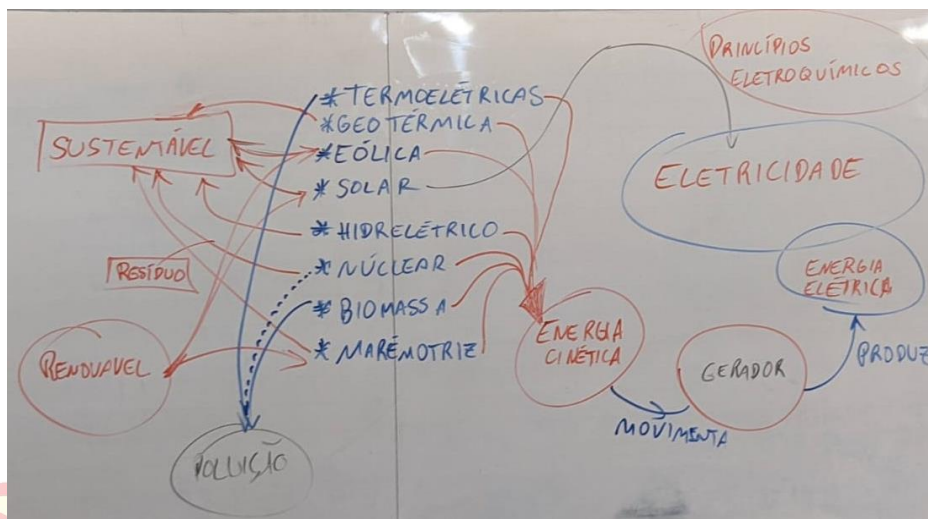 PRINCÍPIOS
ELETROQUÍMICOS
* TERMOELÉTRICAS
* GEOTÉRMICA
* EÓLICA
* SOLAR
* HIDRELÉTRICO
* NÚCLEAR
* BIOMASSA
* MARÉMOTRIZ
SUSTENTÁVEL
RESÍDUO
RENOVAVEL
POLUIÇÃO
ELETRICIDADE
ENERGIA
ELÉTRICA
ENERGIA
CINÉTICA
GERADOR
MOVIMENTA
PRODUZ